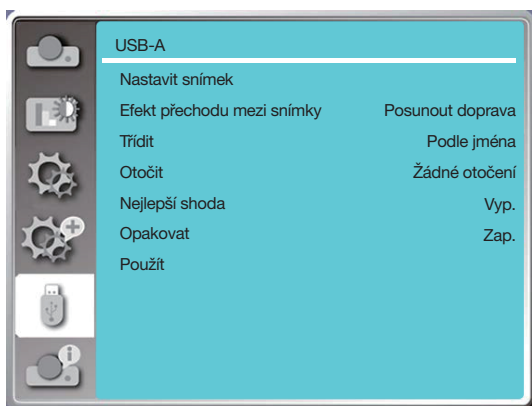 USB-A
Nastavit snímek
Efekt přechodu mezi snímky Posunout doprava
Třídit Podle jména
Otočit Žádné otočení
Nejlepší shoda Vyp.
Opakovat Zap.
Použít